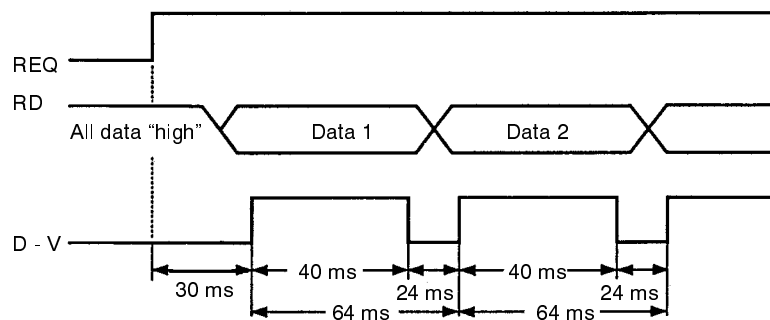 REQ
RD
All data “high”
Data 1
Data 2
D - V
40 ms
40 ms
30 ms
24 ms
24 ms
64 ms
64 ms